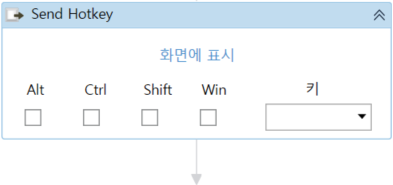 Send Hotkey
화면에 표시
Alt Ctrl Shift Win 키